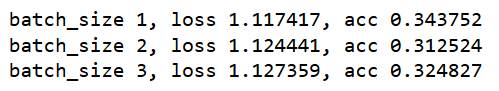 batch_size 1, loss 1.117417, acc 0.343752
batch_size 2, loss 1.124441, acc 0.312524
batch_size 3, loss 1.127359, acc 0.324827